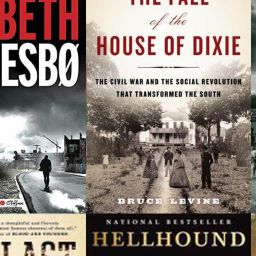 BETH
ESBØ
THE FALL
of the
HOUSE OF DIXIE
THE CIVIL WAR AND THE SOCIAL REVOLUTION
THAT TRANSFORMED THE SOUTH
BRUCE LEVINE
NATIONAL BESTSELLER
HELLHOUND
LAST